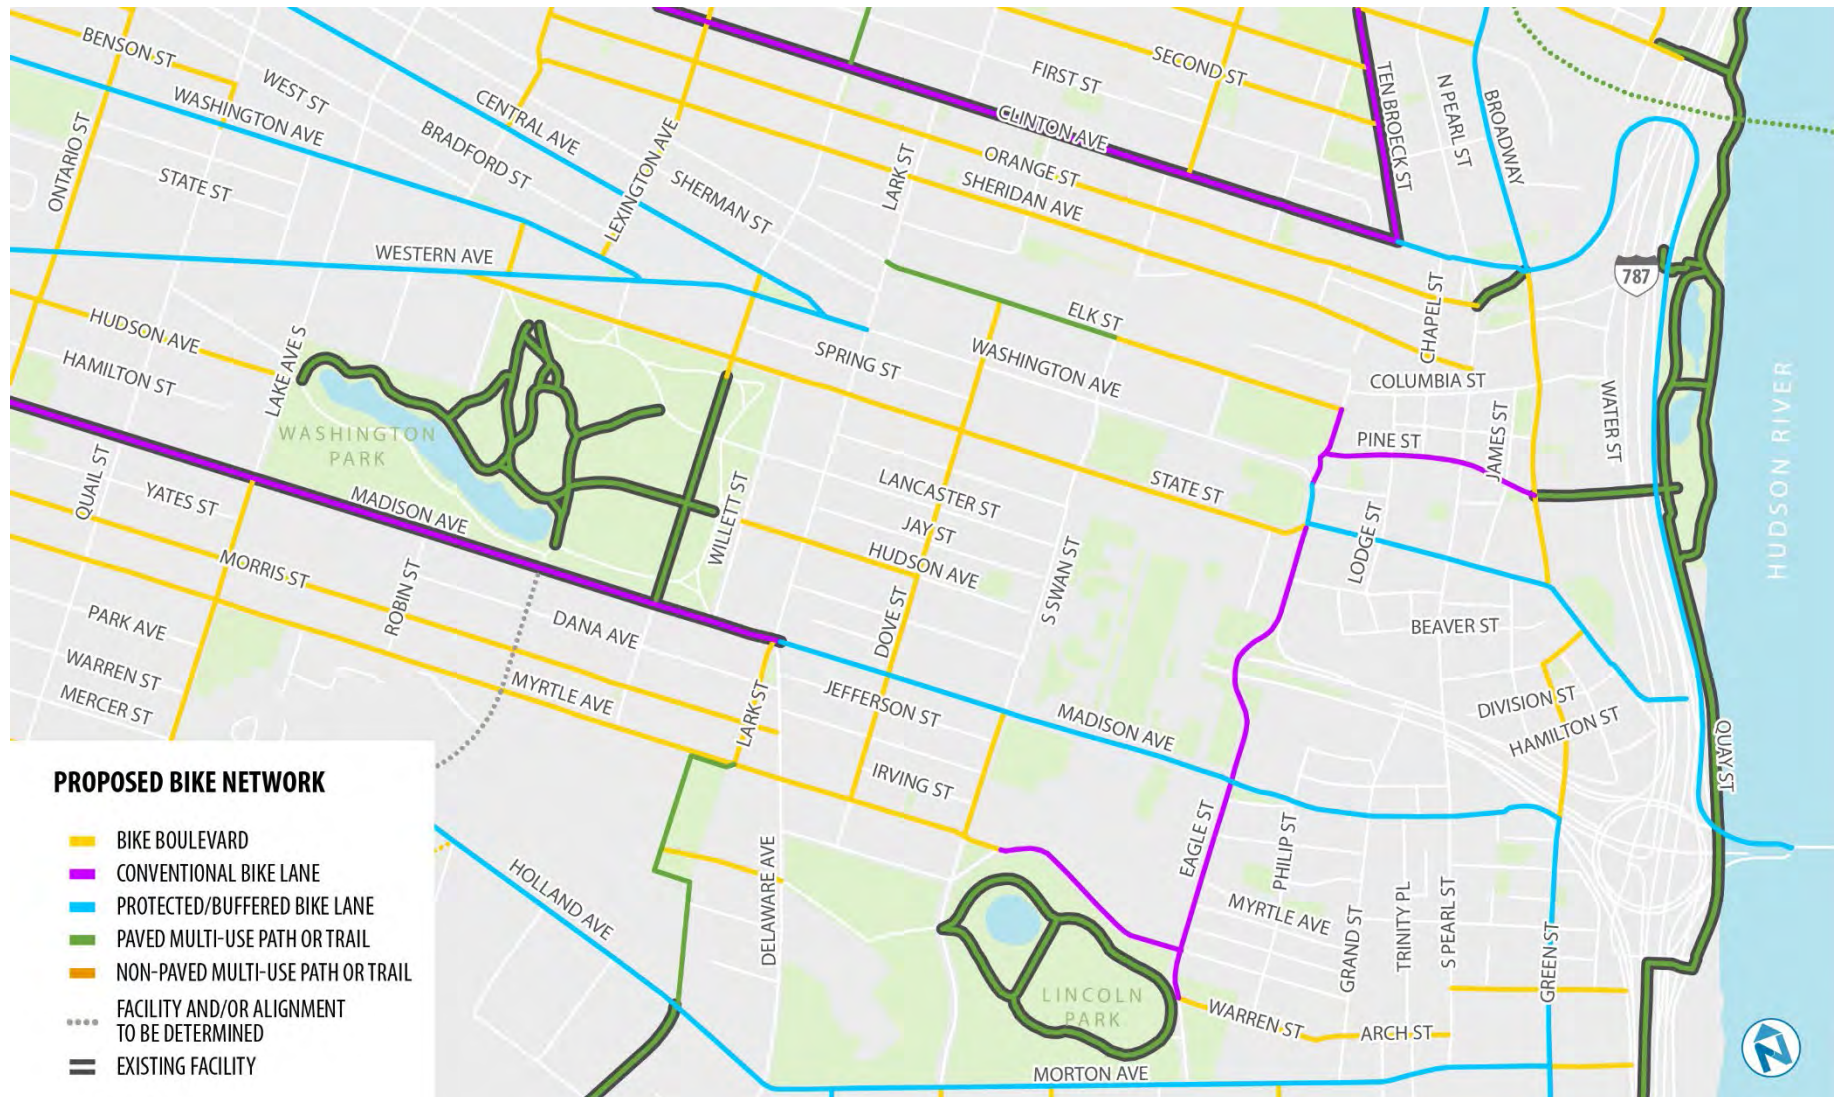 BENSON ST
WEST ST
WASHINGTON AVE
CENTRAL AVE
BRADFORD ST
ONTARIO ST
STATE ST
LEXINGTON AVE
SHERMAN ST
LARK ST
FIRST ST
SECOND ST
CLINTON AVE
ORANGE ST
SHERIDAN AVE
TEN BROECK ST
N PEARL ST
BROADWAY
WESTERN AVE
787
HUDSON AVE
HAMILTON ST
LAKE AVE S
WASHINGTON
PARK
SPRING ST
ELK ST
WASHINGTON AVE
CHAPEL ST
COLUMBIA ST
PINE ST
JAMES ST
WATER ST
HUDSON RIVER
QUAIL ST
YATES ST
MADISON AVE
WILLETT ST
LANCASTER ST
JAY ST
HUDSON AVE
STATE ST
LODGE ST
S SWAN ST
MORRIS ST
ROBIN ST
DANA AVE
DOVE ST
BEAVER ST
PARK AVE
WARREN ST
MERCER ST
MYRTLE AVE
LARK ST
JEFFERSON ST
MADISON AVE
DIVISION ST
HAMILTON ST
QUAY ST
IRVING ST
EAGLE ST
PHILIP ST
HOLLAND AVE
DELAWARE AVE
MYRTLE AVE
GRAND ST
TRINITY PL
S PEARL ST
GREEN ST
LINCOLN
PARK
WARREN ST
ARCH ST
MORTON AVE
PROPOSED BIKE NETWORK
BIKE BOULEVARD
CONVENTIONAL BIKE LANE
PROTECTED/BUFFERED BIKE LANE
PAVED MULTI-USE PATH OR TRAIL
NON-PAVED MULTI-USE PATH OR TRAIL
FACILITY AND/OR ALIGNMENT
TO BE DETERMINED
EXISTING FACILITY
N